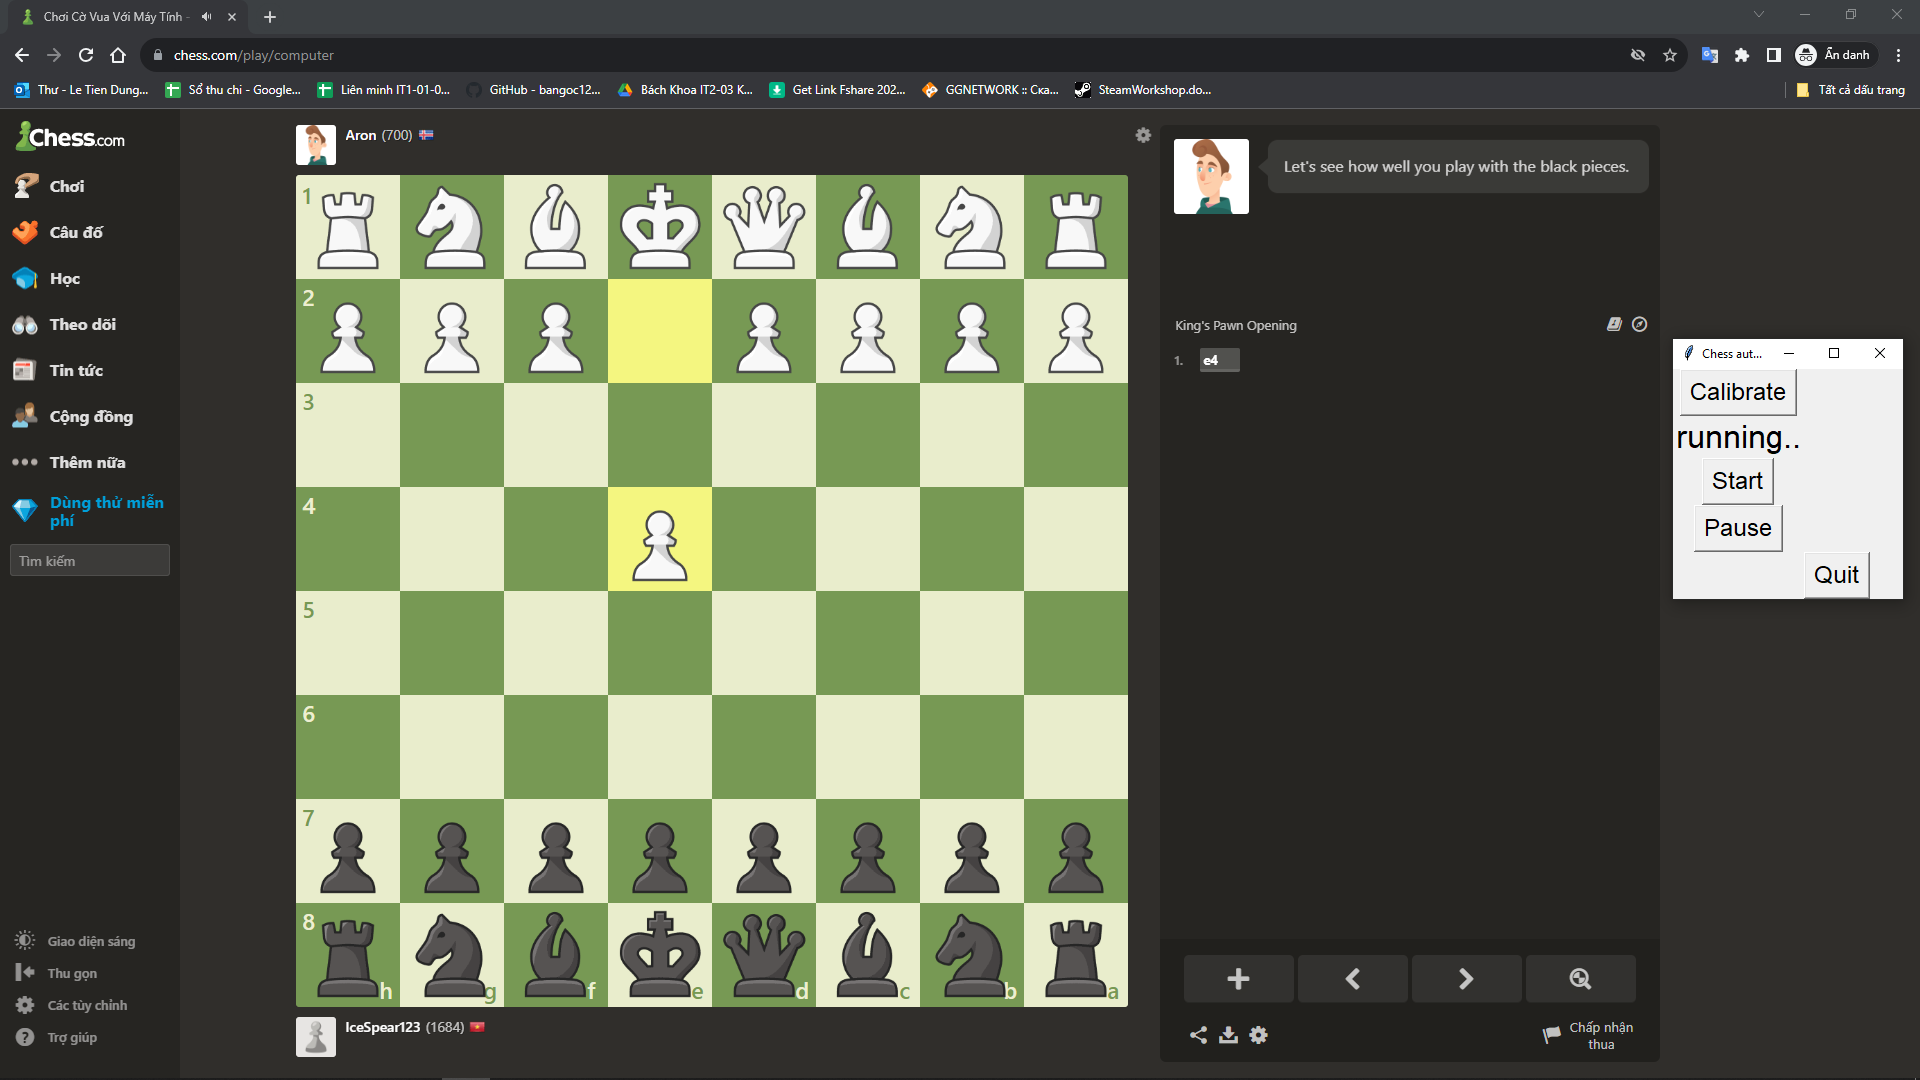 Chơi Cờ Vua Với Máy Tính -
chess.com/play/computer
Ẩn danh
Thư - Le Tien Dung...
Sổ thu chi - Google...
Liên minh IT1-01-0...
GitHub - bangoc12...
Bách Khoa IT2-03 K...
Get Link Fshare 202...
GGNETWORK :: Ска...
SteamWorkshop.do...
Tất cả dấu trang
Chess.com
Chơi
Câu đố
Học
Theo dõi
Tin tức
Cộng đồng
Thêm nữa
Dùng thử miễn
phí
Tìm kiếm
Giao diện sáng
Thu gọn
Các tùy chỉnh
Trợ giúp
Aron (700)
1
2
3
4
5
6
7
8
h g f e d c b a
IceSpear123 (1684)
Let's see how well you play with the black pieces.
King's Pawn Opening
1. e4
Chấp nhận
thua
Chess aut...
Calibrate
running..
Start
Pause
Quit